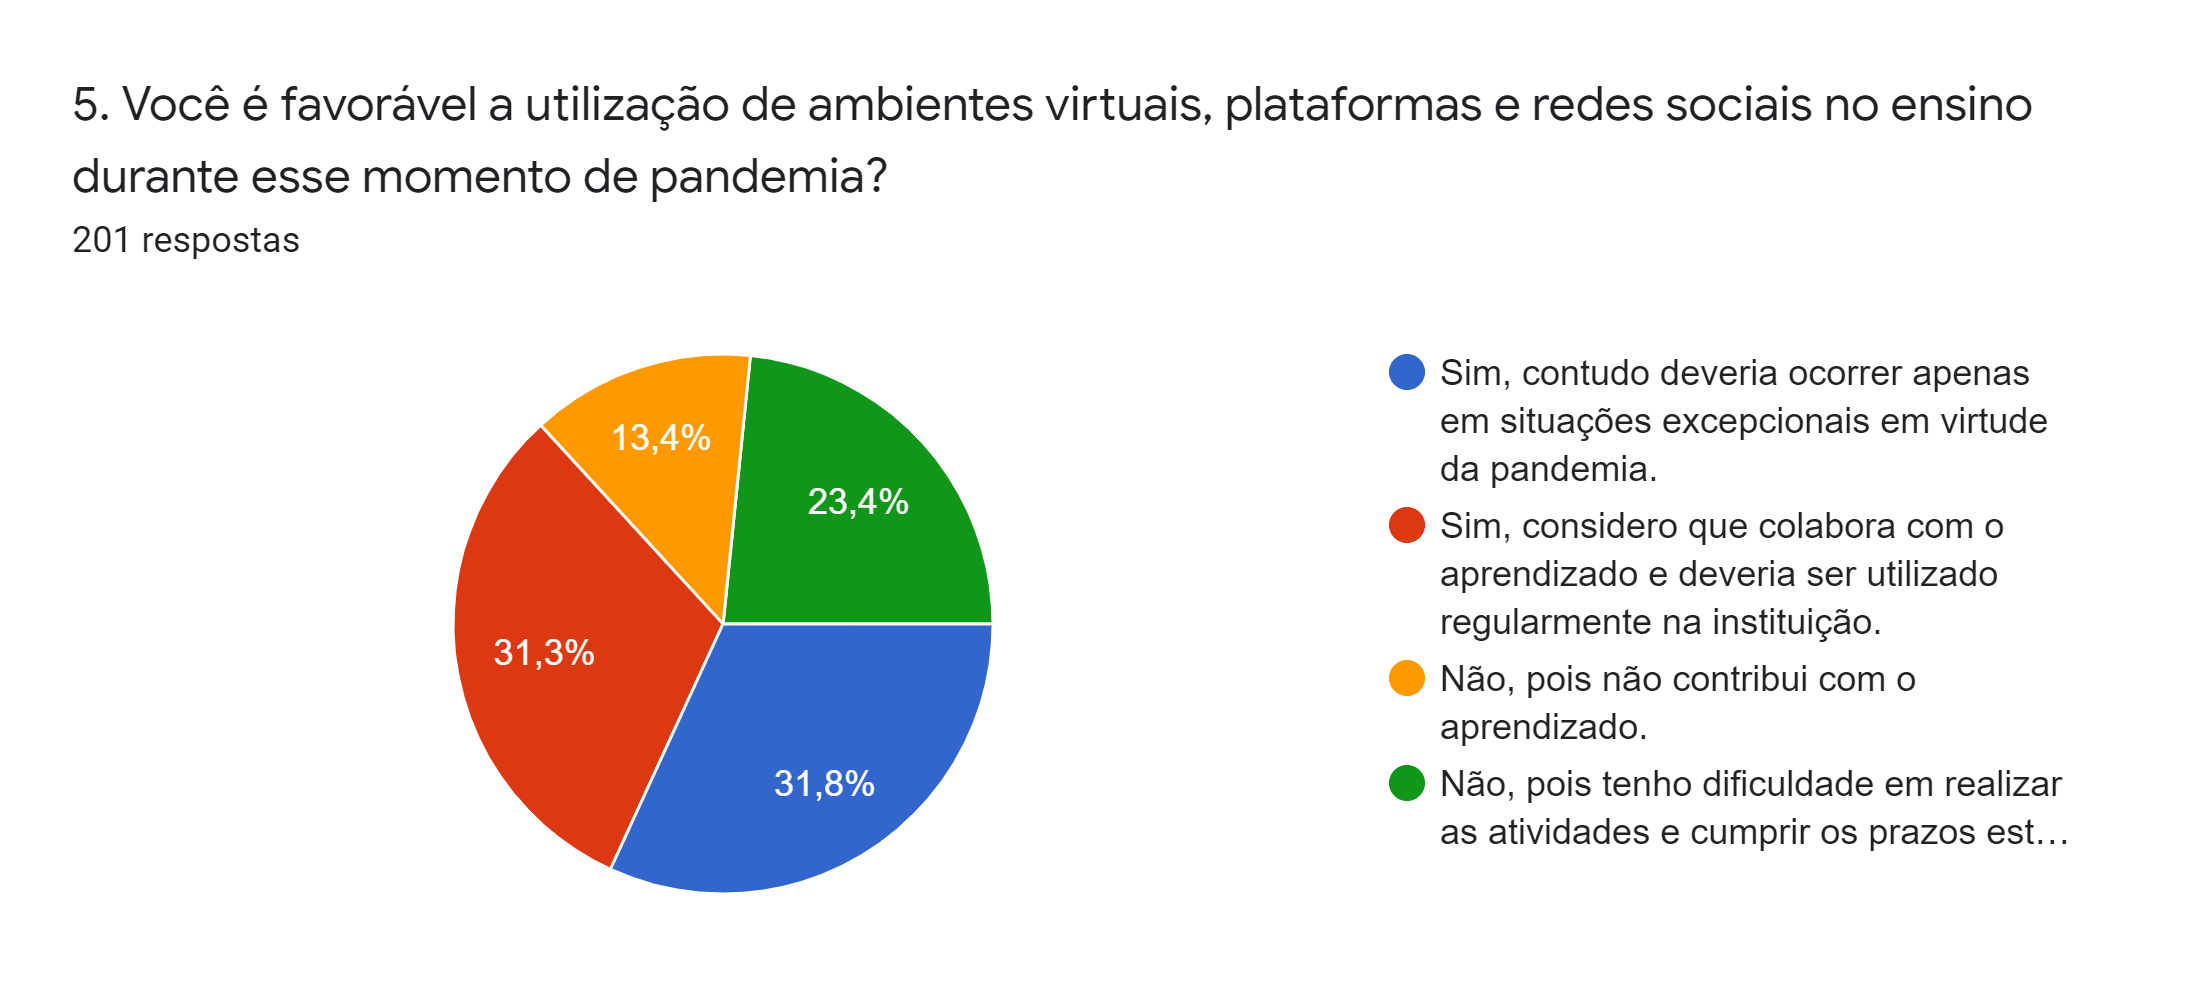 5. Você é favorável a utilização de ambientes virtuais, plataformas e redes sociais no ensino
durante esse momento de pandemia?
201 respostas
13,4%
23,4%
31,3%
31,8%
Sim, contudo deveria ocorrer apenas
em situações excepcionais em virtude
da pandemia.
Sim, considero que colabora com o
aprendizado e deveria ser utilizado
regularmente na instituição.
Não, pois não contribui com o
aprendizado.
Não, pois tenho dificuldade em realizar
as atividades e cumprir os prazos est…